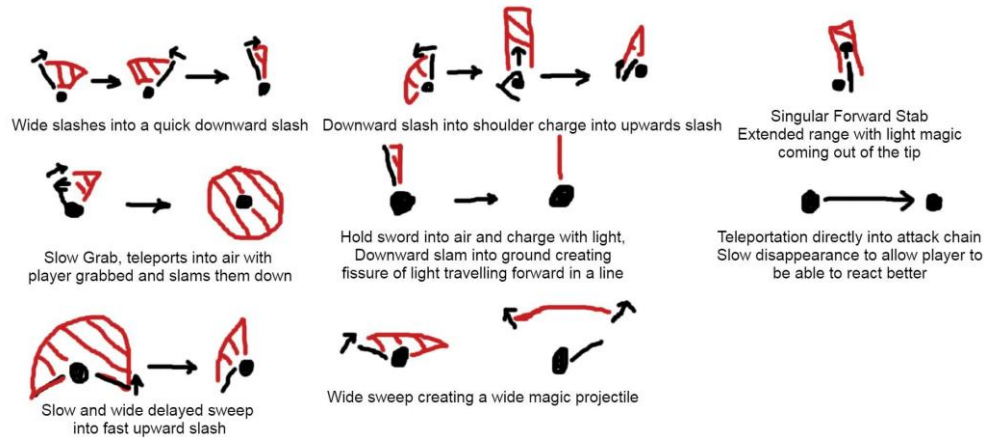 Wide slashes into a quick downward slash
Downward slash into shoulder charge into upwards slash
Singular Forward Stab
Extended range with light magic
coming out of the tip
Slow Grab, teleports into air with
player grabbed and slams them down
Hold sword into air and charge with light,
Downward slam into ground creating
fissure of light travelling forward in a line
Teleportation directly into attack chain
Slow disappearance to allow player to
be able to react better
Slow and wide delayed sweep
into fast upward slash
Wide sweep creating a wide magic projectile